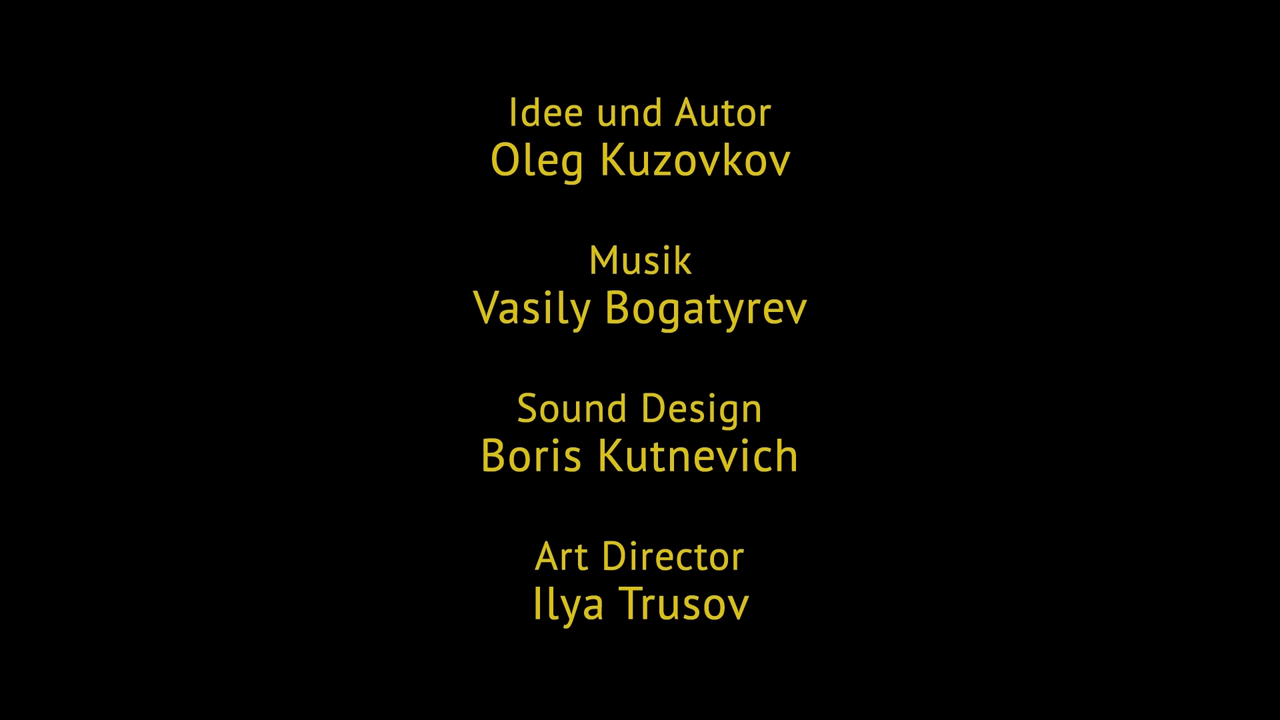 Idee und Autor
Oleg Kuzovkov
Musik
Vasily Bogatyrev
Sound Design
Boris Kutnevich
Art Director
Ilya Trusov